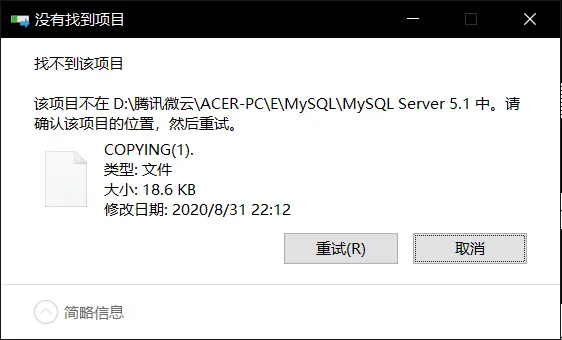 没有找到项目
找不到该项目
该项目不在 D:\腾讯微云\ACER-PC\E\MySQL\MySQL Server 5.1 中。请
确认该项目的位置，然后重试。
COPYING(1).
类型: 文件
大小: 18.6 KB
修改日期: 2020/8/31 22:12
重试(R) 取消
简略信息